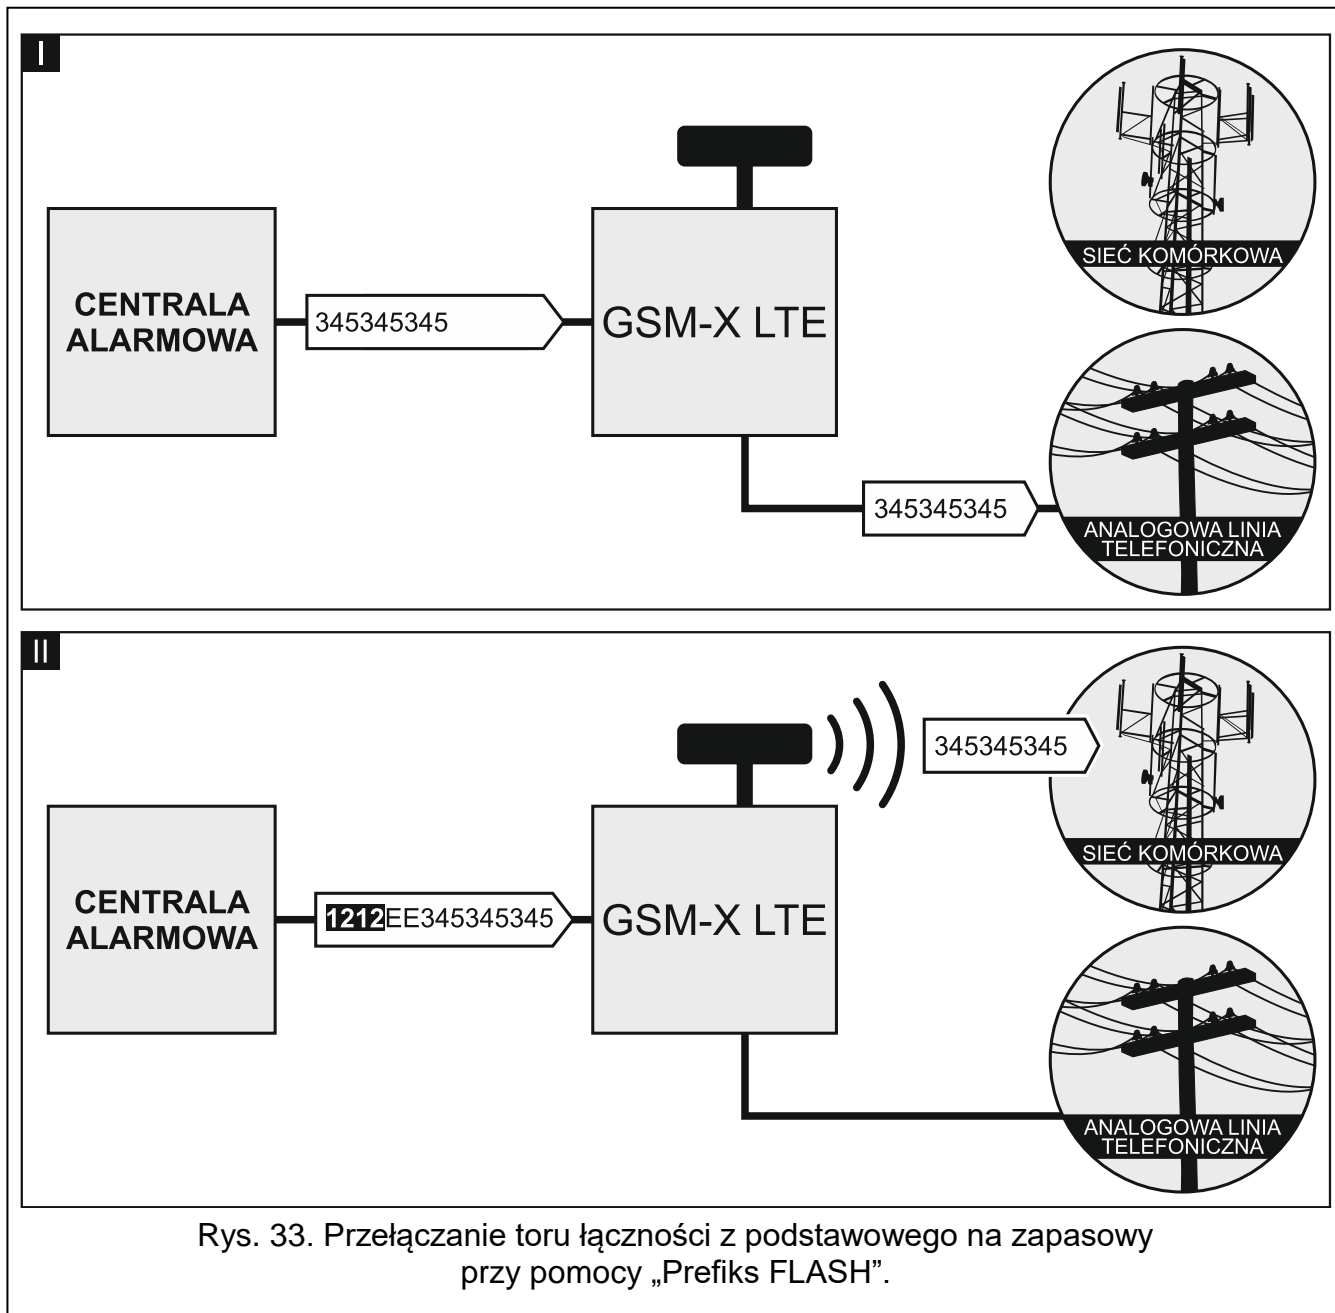 I
SIEĆ KOMÓRKOWA
CENTRALA
ALARMOWA
345345345
GSM-X LTE
345345345
ANALOGOWA LINIA
TELEFONICZNA
II
345345345
SIEĆ KOMÓRKOWA
CENTRALA
ALARMOWA
1212EE345345345
GSM-X LTE
ANALOGOWA LINIA
TELEFONICZNA
Rys. 33. Przełączanie toru łączności z podstawowego na zapasowy
przy pomocy „Prefiks FLASH”.